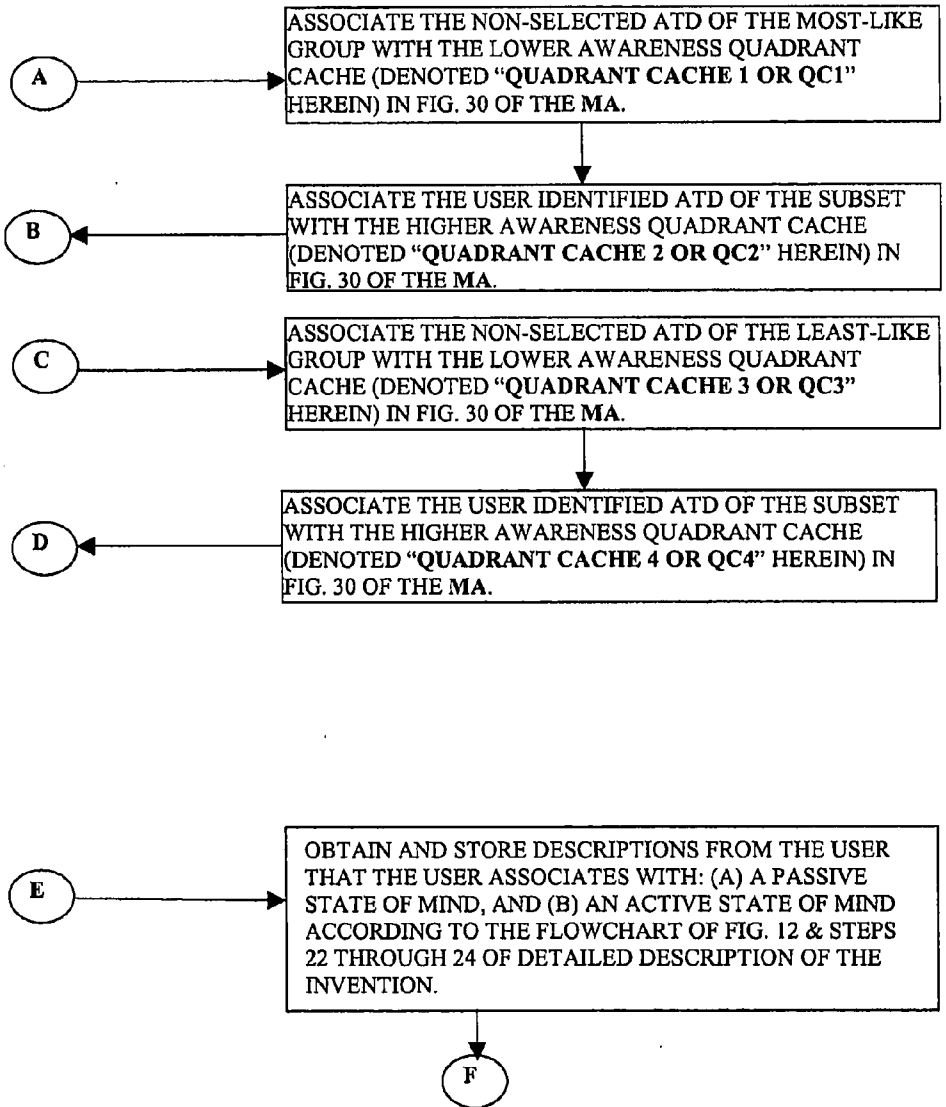 ASSOCIATE THE NON-SELECTED ATD OF THE MOST-LIKE
GROUP WITH THE LOWER AWARENESS QUADRANT
A
CACHE (DENOTED “QUADRANT CACHE 1 OR QC1”
HEREIN) IN FIG. 30 OF THE MA.
ASSOCIATE THE USER IDENTIFIED ATD OF THE SUBSET
WITH THE HIGHER AWARENESS QUADRANT CACHE
B
(DENOTED “QUADRANT CACHE 2 OR QC2” HEREIN) IN
FIG. 30 OF THE MA.
ASSOCIATE THE NON-SELECTED ATD OF THE LEAST-LIKE
C
GROUP WITH THE LOWER AWARENESS QUADRANT
CACHE (DENOTED “QUADRANT CACHE 3 OR QC3”
HEREIN) IN FIG. 30 OF THE MA.
ASSOCIATE THE USER IDENTIFIED ATD OF THE SUBSET
WITH THE HIGHER AWARENESS QUADRANT CACHE
D
(DENOTED “QUADRANT CACHE 4 OR QC4” HEREIN) IN
FIG. 30 OF THE MA.
OBTAIN AND STORE DESCRIPTIONS FROM THE USER
THAT THE USER ASSOCIATES WITH: (A) A PASSIVE
E
STATE OF MIND, AND (B) AN ACTIVE STATE OF MIND
ACCORDING TO THE FLOWCHART OF FIG. 12 & STEPS
22 THROUGH 24 OF DETAILED DESCRIPTION OF THE
INVENTION.
F